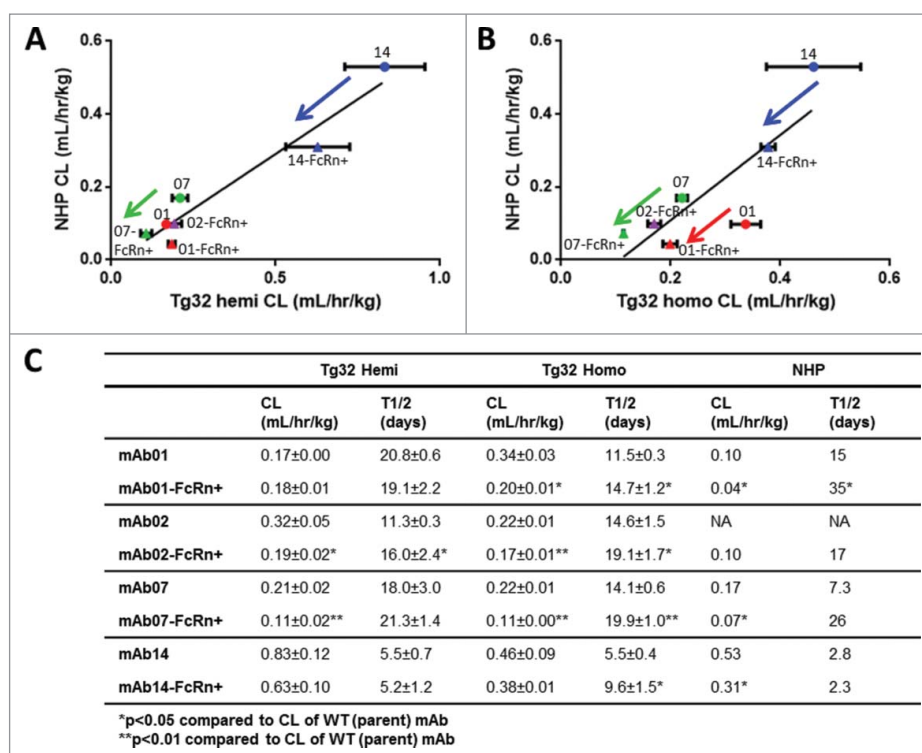 A
NHP CL (mL/hr/kg)
0.6
0.4
0.2
0.0
14
14-FcRn+
07
01
02-FcRn+
07-
FcRn+
01-FcRn+
0.0 0.5 1.0
Tg32 hemi CL (mL/hr/kg)
B
NHP CL (mL/hr/kg)
0.6
0.4
0.2
0.0
14
14-FcRn+
07
02-FcRn+
01
07-FcRn+
01-FcRn+
0.0 0.2 0.4 0.6
Tg32 homo CL (mL/hr/kg)
C
Tg32 Hemi Tg32 Homo NHP
CL T1/2 CL T1/2 CL T1/2
(mL/hr/kg) (days) (mL/hr/kg) (days) (mL/hr/kg) (days)
mAb01 0.17±0.00 20.8±0.6 0.34±0.03 11.5±0.3 0.10 15
mAb01-FcRn+ 0.18±0.01 19.1±2.2 0.20±0.01* 14.7±1.2* 0.04* 35*
mAb02 0.32±0.05 11.3±0.3 0.22±0.01 14.6±1.5 NA NA
mAb02-FcRn+ 0.19±0.02* 16.0±2.4* 0.17±0.01** 19.1±1.7* 0.10 17
mAb07 0.21±0.02 18.0±3.0 0.22±0.01 14.1±0.6 0.17 7.3
mAb07-FcRn+ 0.11±0.02** 21.3±1.4 0.11±0.00** 19.9±1.0** 0.07* 26
mAb14 0.83±0.12 5.5±0.7 0.46±0.09 5.5±0.4 0.53 2.8
mAb14-FcRn+ 0.63±0.10 5.2±1.2 0.38±0.01 9.6±1.5* 0.31* 2.3
*p<0.05 compared to CL of WT (parent) mAb
**p<0.01 compared to CL of WT (parent) mAb